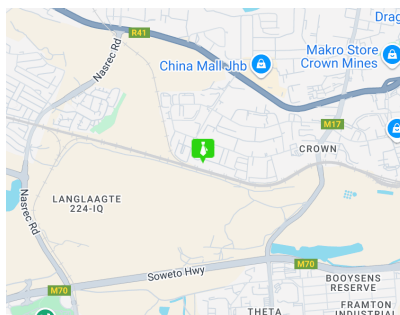 Drag
R41
Nasrec Rd
Makro Store
Crown Mines
China Mall Jhb
M17
CROWN
Nasrec Rd
LANGLAAGTE
224-IQ
M70
Soweto Hwy
BOOYSENS
RESERVE
M70
FRAMTON
INDUSTRIAL
THETA